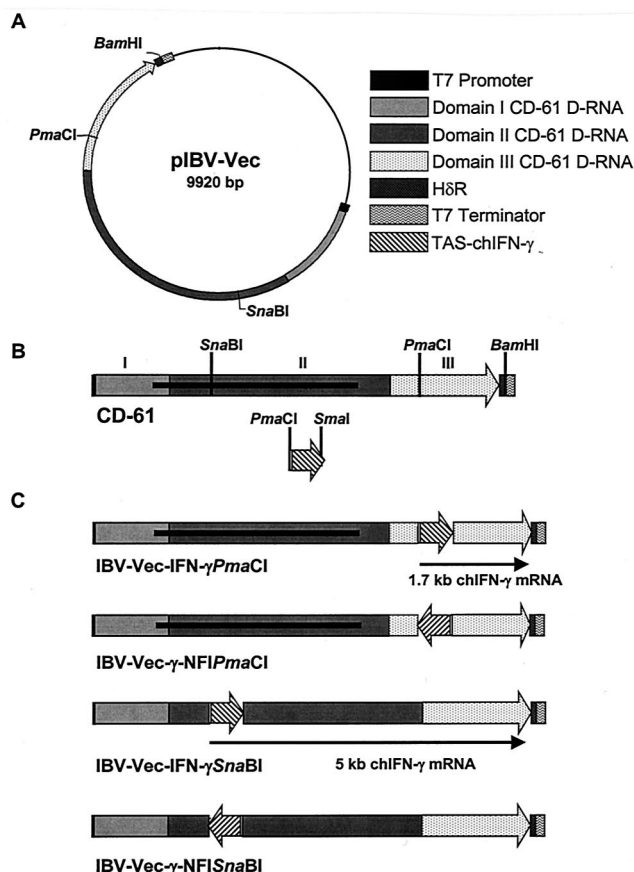 A
BamHI
PmaCI
pIBV-Vec
9920 bp
SnaBI
T7 Promoter
Domain I CD-61 D-RNA
Domain II CD-61 D-RNA
Domain III CD-61 D-RNA
HδR
T7 Terminator
TAS-chIFN-γ
B
I
SnaBI
II
PmaCI
III
BamHI
CD-61
PmaCI
SmaI
C
IBV-Vec-IFN-γPmaCI
1.7 kb chIFN-γ mRNA
IBV-Vec-γ-NFIPmaCI
IBV-Vec-IFN-γSnaBI
5 kb chIFN-γ mRNA
IBV-Vec-γ-NFISnaBI